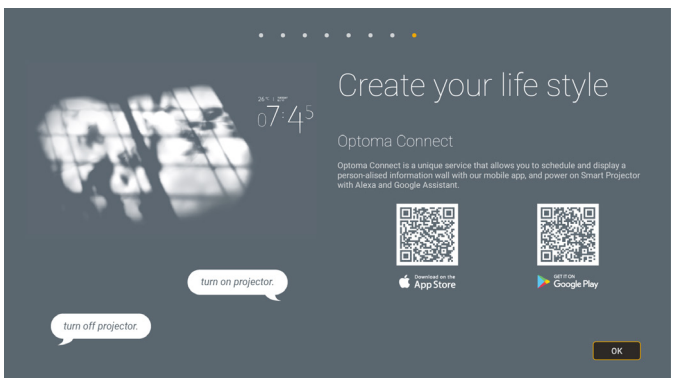 07:45
Create your life style
Optoma Connect
Optoma Connect is a unique service that allows you to schedule and display a
person-alised information wall with our mobile app, and power on Smart Projector
with Alexa and Google Assistant.
Download on the
App Store
GET IT ON
Google Play
turn on projector.
turn off projector.
OK